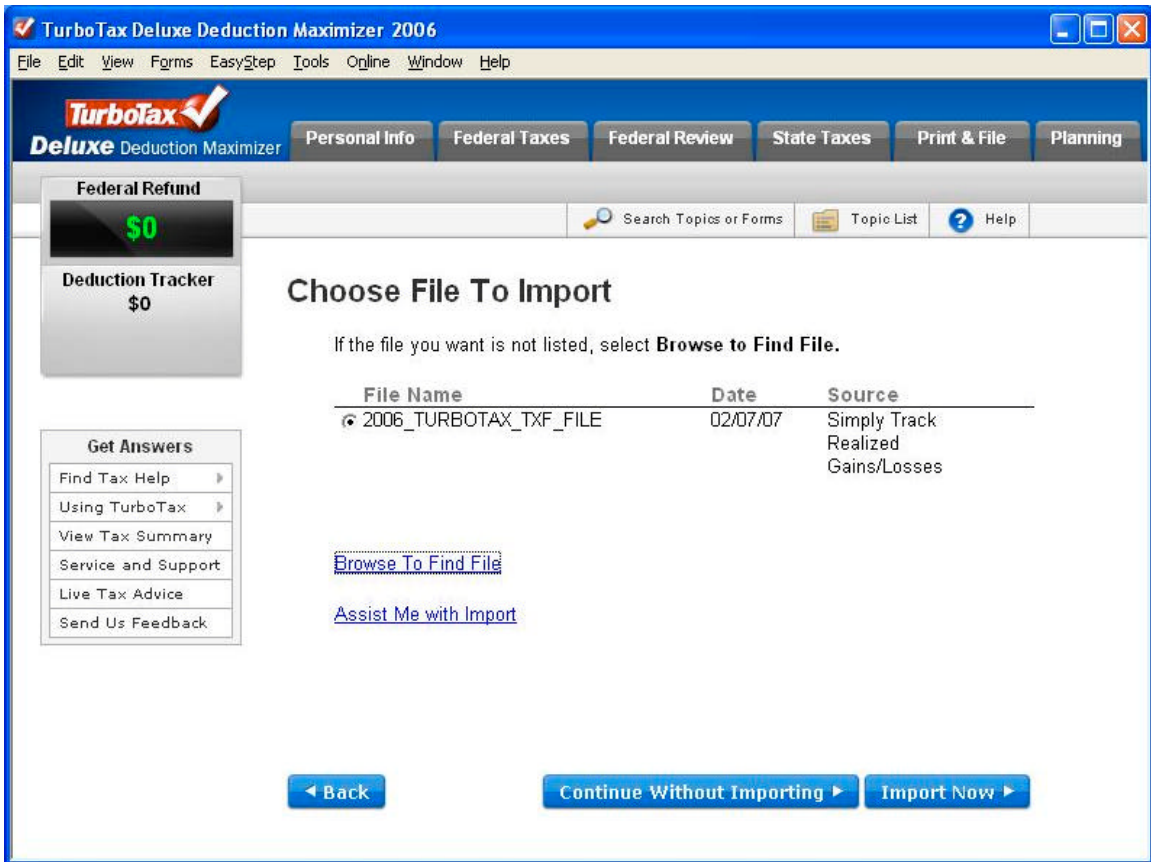 TurboTax Deluxe Deduction Maximizer 2006
File Edit View Forms EasyStep Tools Online Window Help
TurboTax
Deluxe Deduction Maximizer
Personal Info Federal Taxes Federal Review State Taxes Print & File Planning
Federal Refund
$0
Search Topics or Forms Topic List ? Help
Deduction Tracker
$0
Choose File To Import
If the file you want is not listed, select Browse to Find File.
File Name Date Source
2006_TURBOTAX_TXF_FILE 02/07/07 Simply Track
Realized
Gains/Losses
Get Answers
Find Tax Help
Using TurboTax
View Tax Summary
Service and Support
Live Tax Advice
Send Us Feedback
Browse To Find File
Assist Me with Import
Back Continue Without Importing Import Now